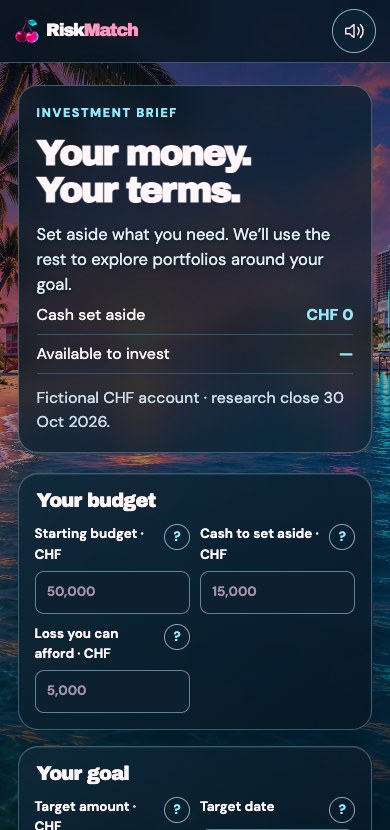 RiskMatch
INVESTMENT BRIEF
Your money.
Your terms.
Set aside what you need. We’ll use the
rest to explore portfolios around your
goal.
Cash set aside CHF 0
Available to invest —
Fictional CHF account · research close 30
Oct 2026.
Your budget
Starting budget ·
CHF
?
50,000
Cash to set aside ·
CHF
?
15,000
Loss you can
afford · CHF
?
5,000
Your goal
Target amount ·
CHF
?
Target date
?